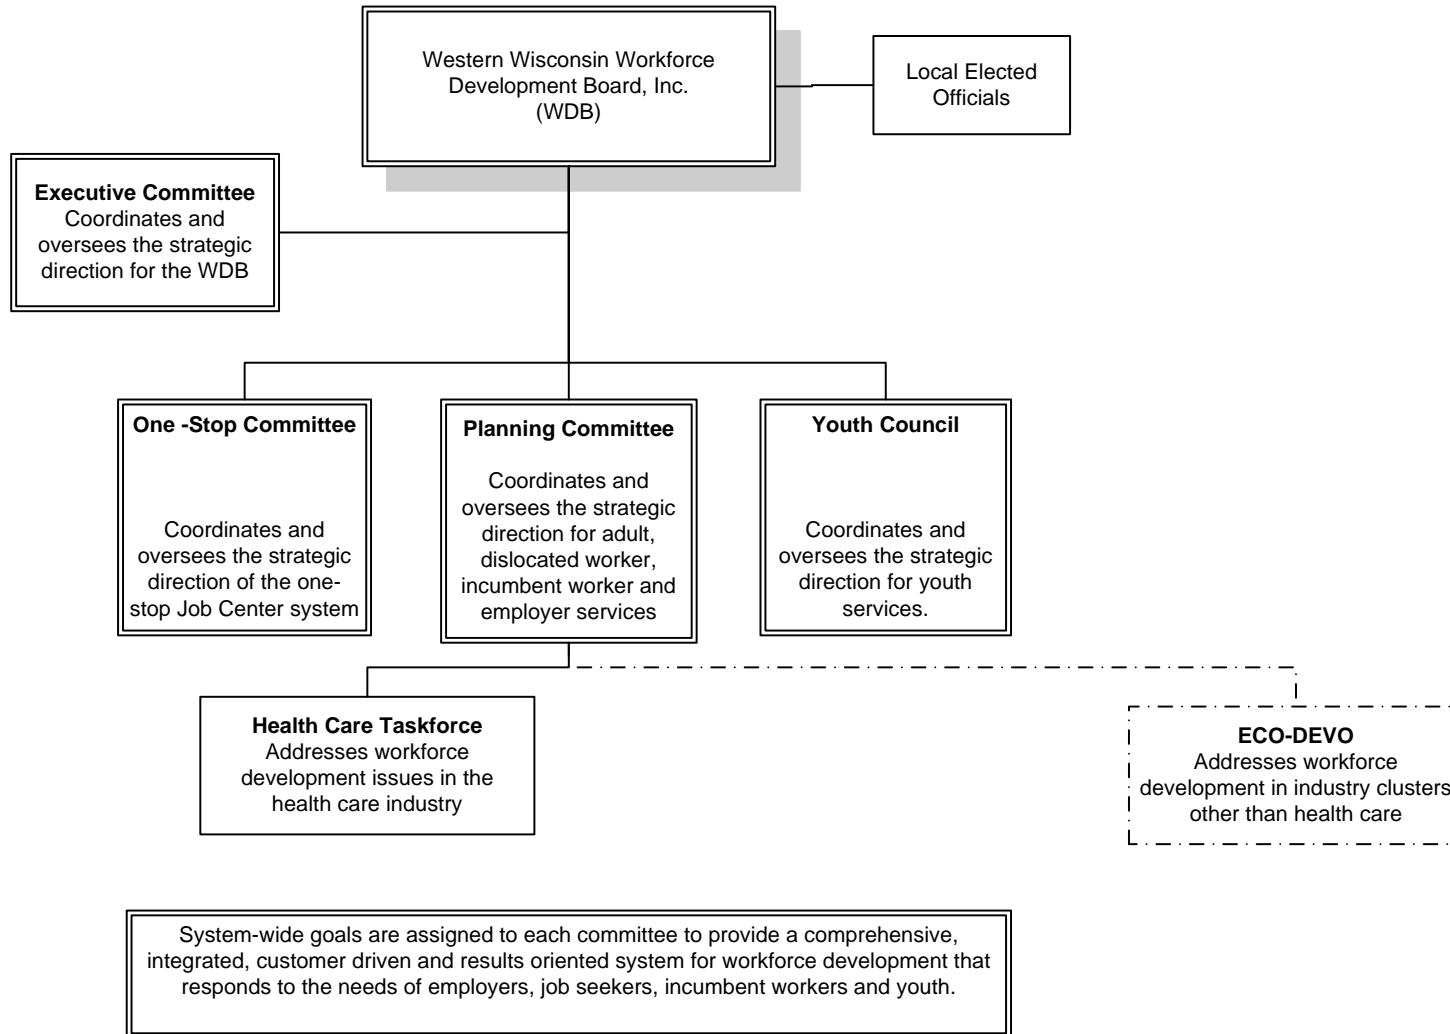 Western Wisconsin Workforce
Development Board, Inc.
(WDB)
Local Elected
Officials
Executive Committee
Coordinates and
oversees the strategic
direction for the WDB
One -Stop Committee
Coordinates and
oversees the strategic
direction of the one-
stop Job Center system
Planning Committee
Coordinates and
oversees the strategic
direction for adult,
dislocated worker,
incumbent worker and
employer services
Youth Council
Coordinates and
oversees the strategic
direction for youth
services.
Health Care Taskforce
Addresses workforce
development issues in the
health care industry
ECO-DEVO
Addresses workforce
development in industry clusters
other than health care
System-wide goals are assigned to each committee to provide a comprehensive,
integrated, customer driven and results oriented system for workforce development that
responds to the needs of employers, job seekers, incumbent workers and youth.